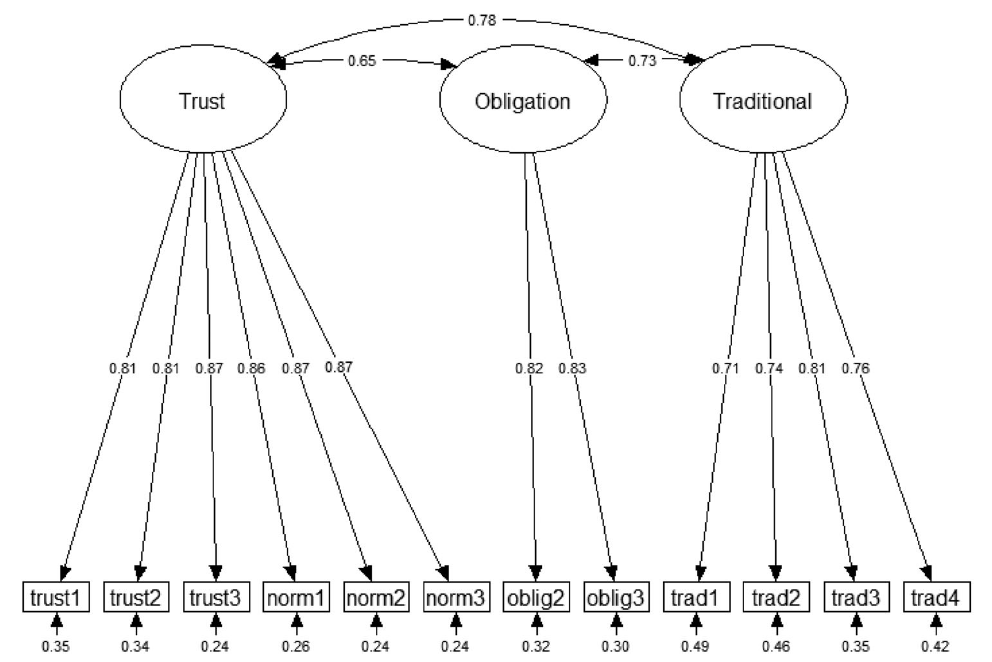 0.78
0.65
0.73
Trust
Obligation
Traditional
0.81 0.81 0.87 0.86 0.87 0.87 0.82 0.83 0.71 0.74 0.81 0.76
trust1 trust2 trust3 norm1 norm2 norm3 oblig2 oblig3 trad1 trad2 trad3 trad4
0.35 0.34 0.24 0.26 0.24 0.24 0.32 0.30 0.49 0.46 0.35 0.42